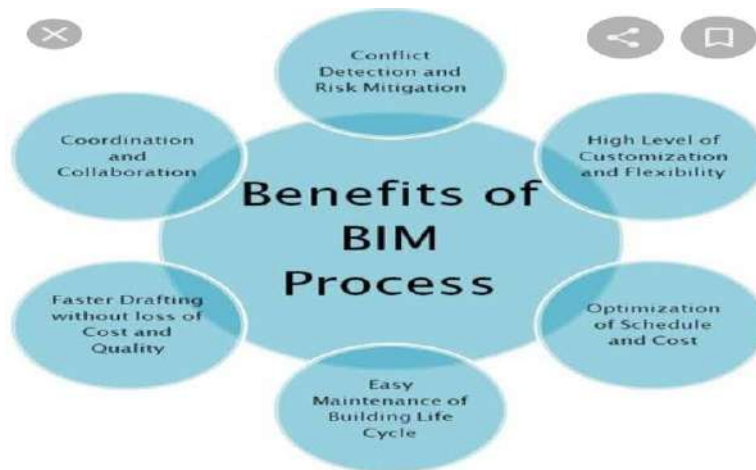 Conflict
Detection and
Risk Mitigation
High Level of
Customization
and Flexibility
Optimization
of Schedule
and Cost
Easy
Maintenance of
Building Life
Cycle
Faster Drafting
without loss of
Cost and
Quality
Coordination
and
Collaboration
Benefits of
BIM
Process